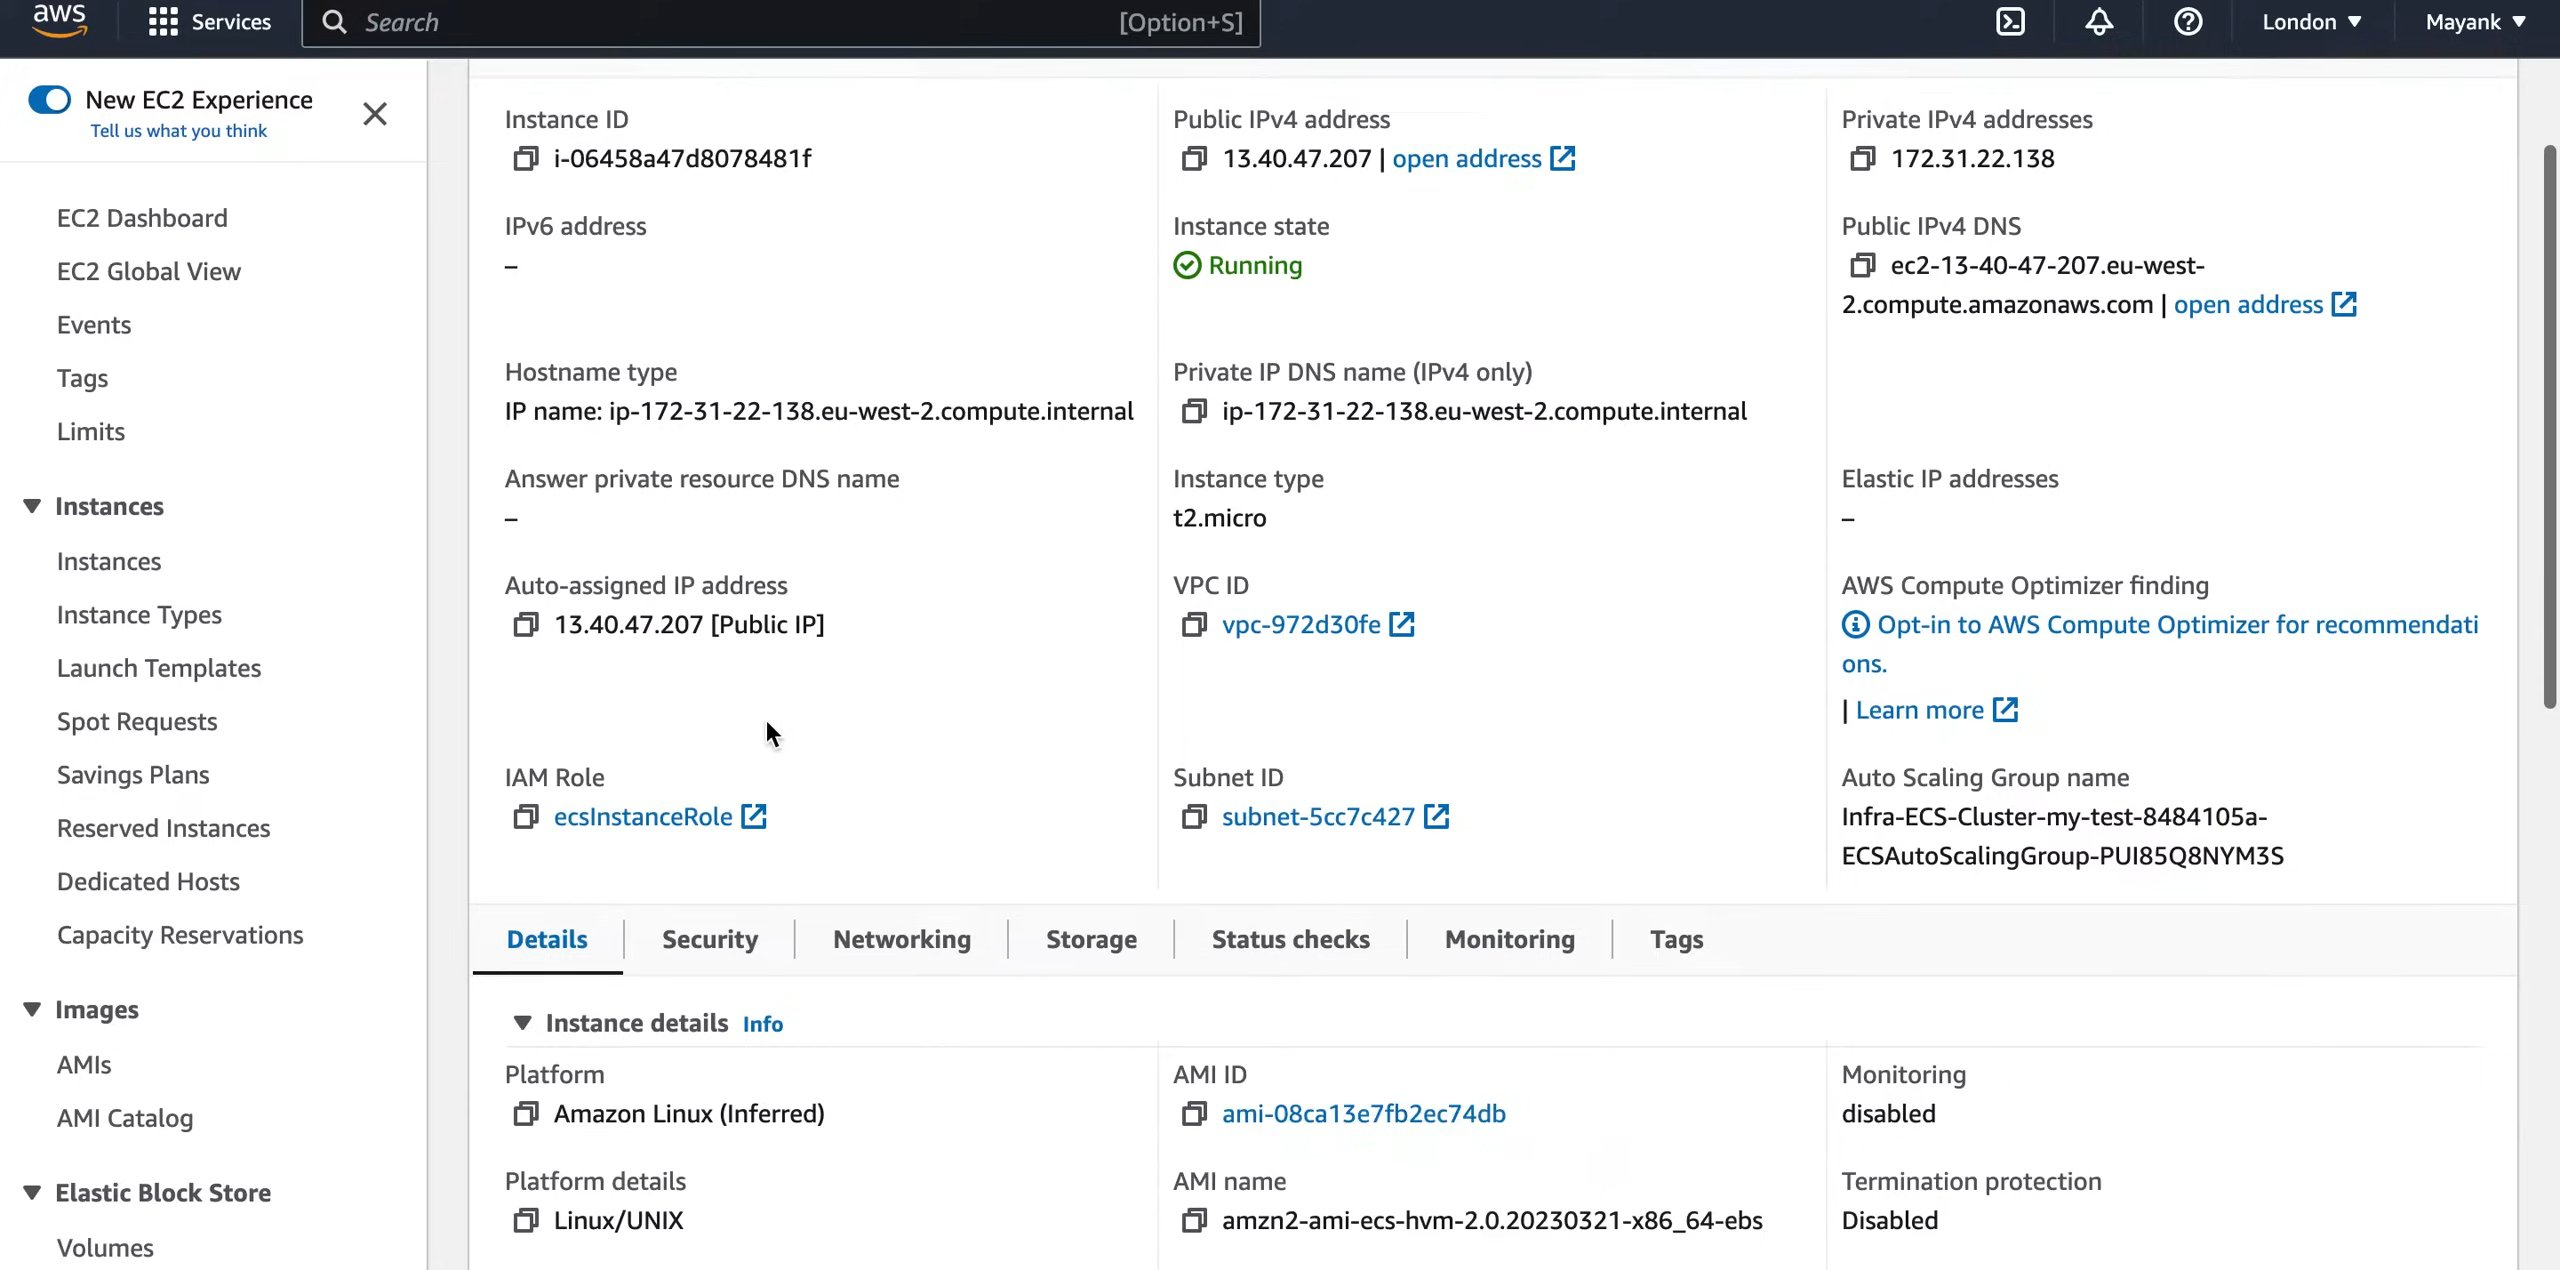 aws
Services
Search
[Option+S]
London
Mayank
New EC2 Experience
Tell us what you think
EC2 Dashboard
EC2 Global View
Events
Tags
Limits
Instances
Instances
Instance Types
Launch Templates
Spot Requests
Savings Plans
Reserved Instances
Dedicated Hosts
Capacity Reservations
Images
AMIs
AMI Catalog
Elastic Block Store
Volumes
Instance ID
i-06458a47d8078481f
Public IPv4 address
13.40.47.207 | open address
Private IPv4 addresses
172.31.22.138
IPv6 address
–
Instance state
Running
Public IPv4 DNS
ec2-13-40-47-207.eu-west-
2.compute.amazonaws.com | open address
Hostname type
IP name: ip-172-31-22-138.eu-west-2.compute.internal
Private IP DNS name (IPv4 only)
ip-172-31-22-138.eu-west-2.compute.internal
Answer private resource DNS name
–
Instance type
t2.micro
Elastic IP addresses
–
Auto-assigned IP address
13.40.47.207 [Public IP]
VPC ID
vpc-972d30fe
AWS Compute Optimizer finding
Opt-in to AWS Compute Optimizer for recommendati
ons.
| Learn more
IAM Role
ecsInstanceRole
Subnet ID
subnet-5cc7c427
Auto Scaling Group name
Infra-ECS-Cluster-my-test-8484105a-
ECSAutoScalingGroup-PUI85Q8NYM3S
Details
Security
Networking
Storage
Status checks
Monitoring
Tags
Instance details Info
Platform
Amazon Linux (Inferred)
AMI ID
ami-08ca13e7fb2ec74db
Monitoring
disabled
Platform details
Linux/UNIX
AMI name
amzn2-ami-ecs-hvm-2.0.20230321-x86_64-ebs
Termination protection
Disabled